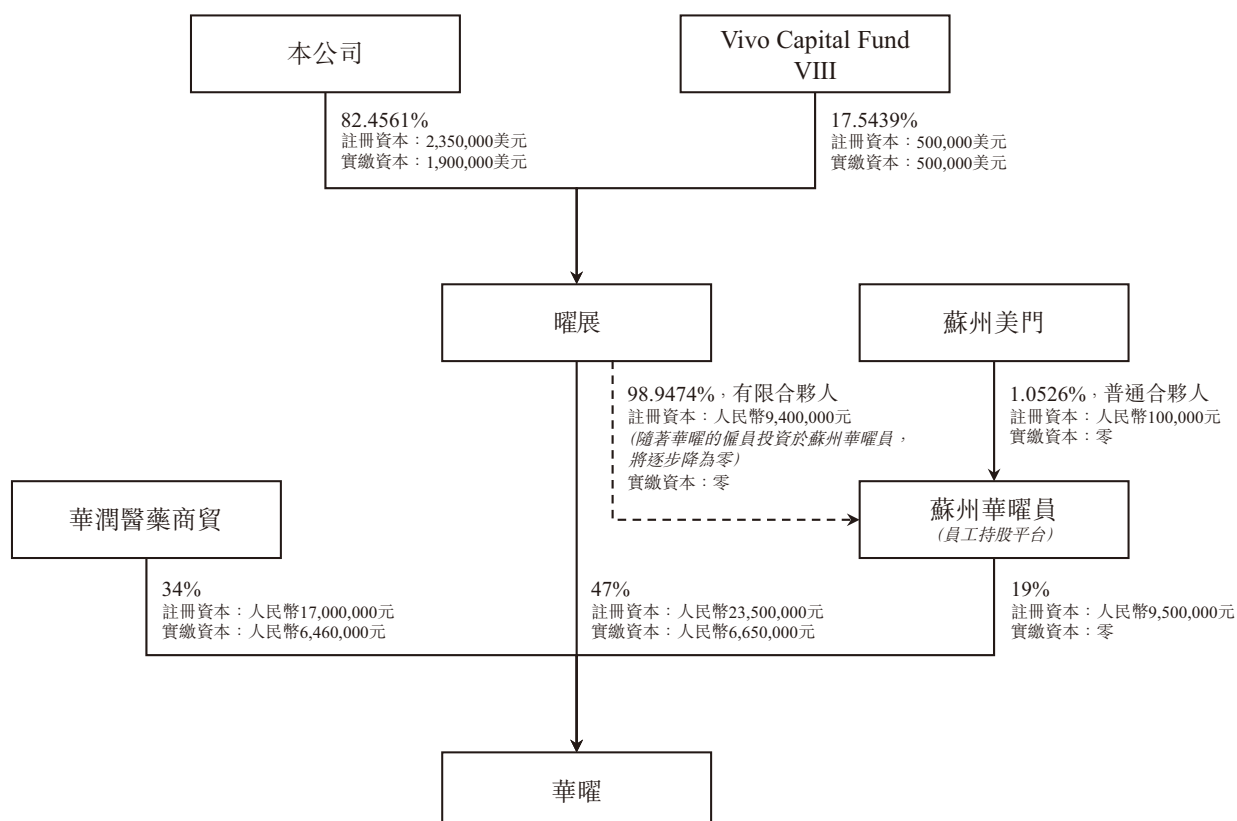 本公司
Vivo Capital Fund
VIII
82.4561%
註冊資本：2,350,000美元
實繳資本：1,900,000美元
17.5439%
註冊資本：500,000美元
實繳資本：500,000美元
曜展
蘇州美門
98.9474%，有限合夥人
註冊資本：人民幣9,400,000元
(隨著華曜的僱員投資於蘇州華曜員，
將逐步降為零)
實繳資本：零
1.0526%，普通合夥人
註冊資本：人民幣100,000元
實繳資本：零
華潤醫藥商貿
蘇州華曜員
(員工持股平台)
34%
註冊資本：人民幣17,000,000元
實繳資本：人民幣6,460,000元
47%
註冊資本：人民幣23,500,000元
實繳資本：人民幣6,650,000元
19%
註冊資本：人民幣9,500,000元
實繳資本：零
華曜